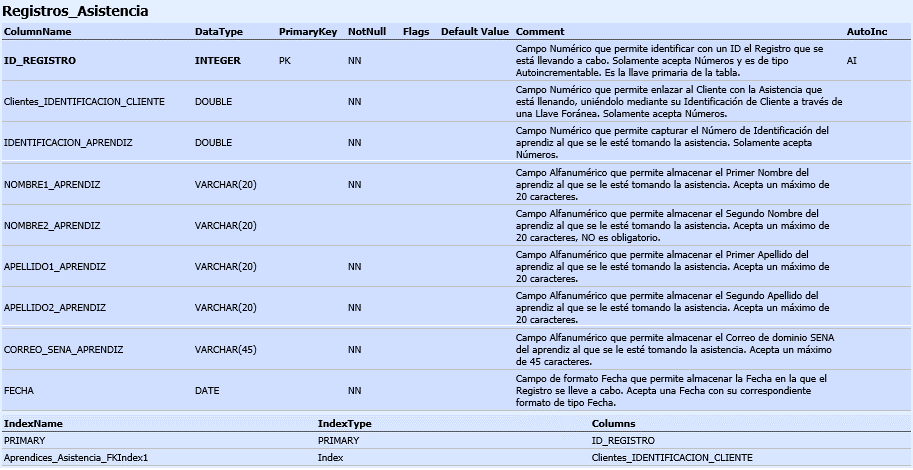 Registros_Asistencia
ColumnName DataType PrimaryKey NotNull Flags Default Value Comment AutoInc
ID_REGISTRO INTEGER PK NN Campo Numérico que permite identificar con un ID el Registro que se
está llevando a cabo. Solamente acepta Números y es de tipo
Autoincrementable. Es la llave primaria de la tabla. AI
Clientes_IDENTIFICACION_CLIENTE DOUBLE NN Campo Numérico que permite enlazar al Cliente con la Asistencia que
está llenando, uniéndolo mediante su Identificación de Cliente a través de
una Llave Foránea. Solamente acepta Números.
IDENTIFICACION_APRENDIZ DOUBLE NN Campo Numérico que permite capturar el Número de Identificación del
aprendiz al que se le esté tomando la asistencia. Solamente acepta
Números.
NOMBRE1_APRENDIZ VARCHAR(20) NN Campo Alfanumérico que permite almacenar el Primer Nombre del
aprendiz al que se le esté tomando la asistencia. Acepta un máximo de
20 caracteres.
NOMBRE2_APRENDIZ VARCHAR(20) Campo Alfanumérico que permite almacenar el Segundo Nombre del
aprendiz al que se le esté tomando la asistencia. Acepta un máximo de
20 caracteres, NO es obligatorio.
APELLIDO1_APRENDIZ VARCHAR(20) NN Campo Alfanumérico que permite almacenar el Primer Apellido del
aprendiz al que se le esté tomando la asistencia. Acepta un máximo de
20 caracteres.
APELLIDO2_APRENDIZ VARCHAR(20) NN Campo Alfanumérico que permite almacenar el Segundo Apellido del
aprendiz al que se le esté tomando la asistencia. Acepta un máximo de
20 caracteres.
CORREO_SENA_APRENDIZ VARCHAR(45) NN Campo Alfanumérico que permite almacenar el Correo de dominio SENA
del aprendiz al que se le esté tomando la asistencia. Acepta un máximo
de 45 caracteres.
FECHA DATE NN Campo de formato Fecha que permite almacenar la Fecha en la que el
Registro se lleve a cabo. Acepta una Fecha con su correspondiente
formato de tipo Fecha.
IndexName IndexType Columns
PRIMARY PRIMARY ID_REGISTRO
Aprendices_Asistencia_FKIndex1 Index Clientes_IDENTIFICACION_CLIENTE